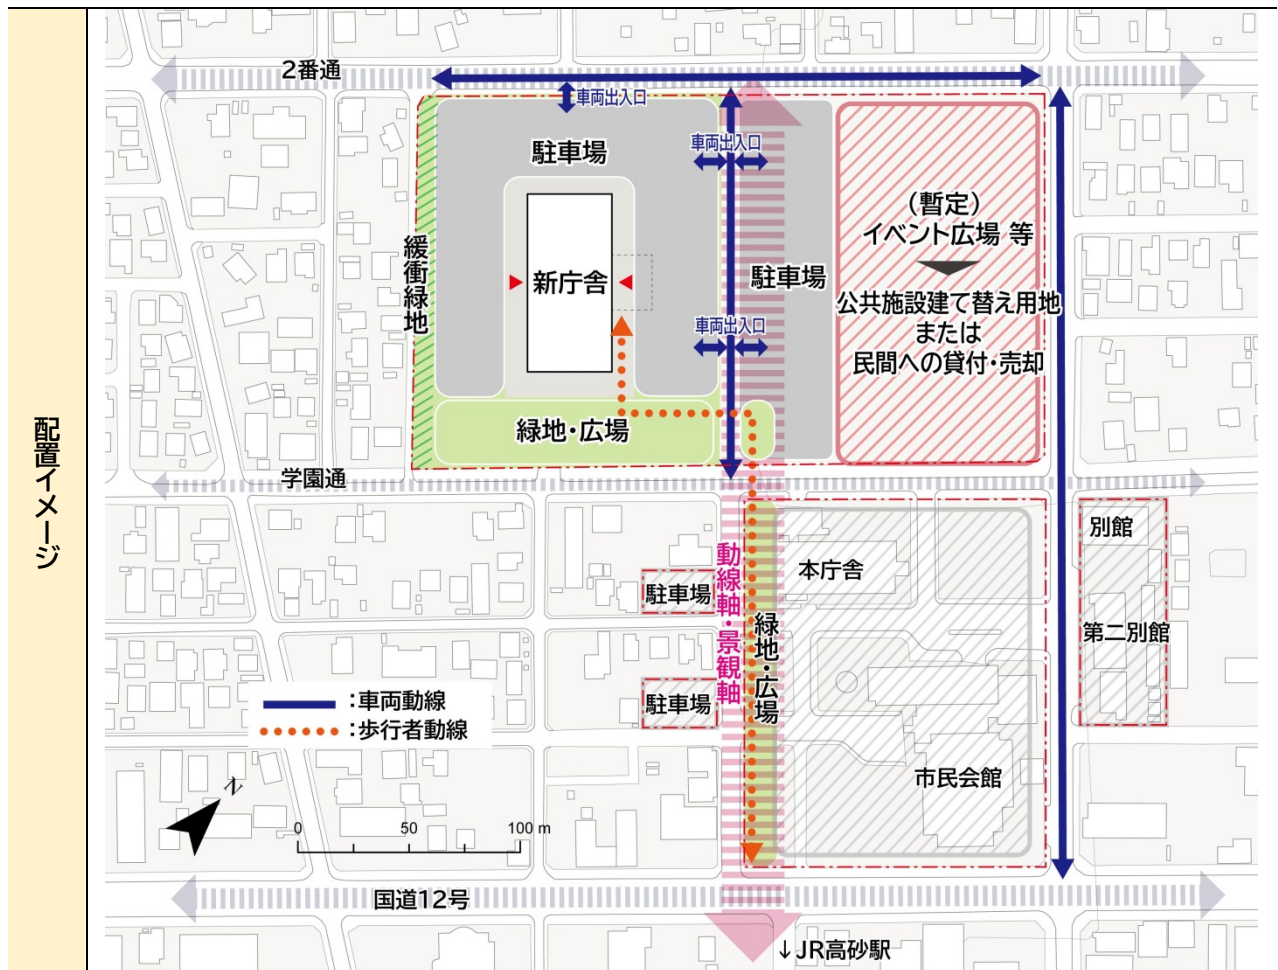 配置イメージ
2番通
車両出入口
駐車場
車両出入口
(暫定)
イベント広場 等
緩衝緑地
新庁舎
駐車場
公共施設建て替え用地
または
民間への貸付・売却
車両出入口
緑地・広場
学園通
別館
動線軸・景観軸
本庁舎
駐車場
緑地・広場
第二別館
駐車場
:車両動線
:歩行者動線
市民会館
N
0 50 100 m
国道12号
↓JR高砂駅